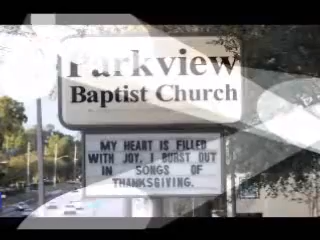 Parkview
Baptist Church
MY HEART IS FILLED
WITH JOY. I BURST OUT
IN SONGS OF
THANKSGIVING.